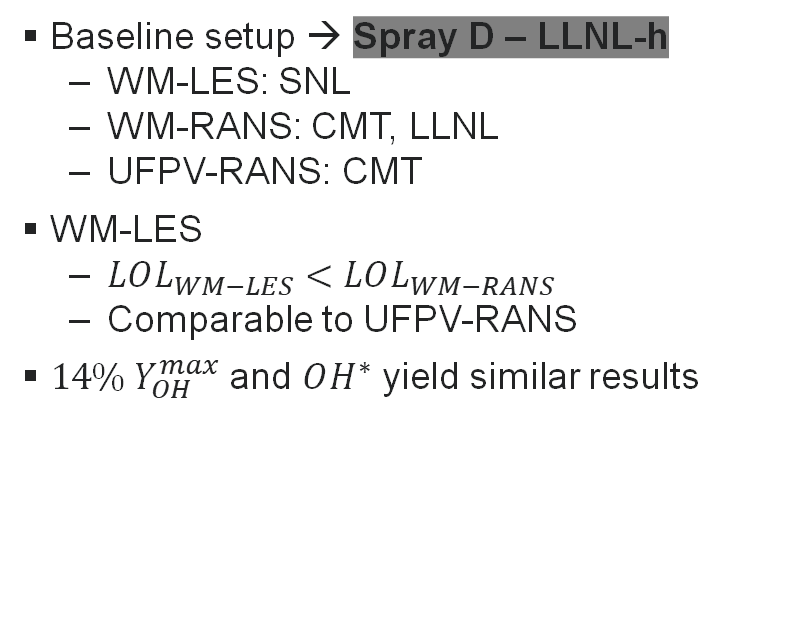 ▪ Baseline setup → Spray D – LLNL-h
– WM-LES: SNL
– WM-RANS: CMT, LLNL
– UFPV-RANS: CMT
▪ WM-LES
– LOL_{WM−LES} < LOL_{WM−RANS}
– Comparable to UFPV-RANS
▪ 14% Y_{OH}^{max} and OH* yield similar results